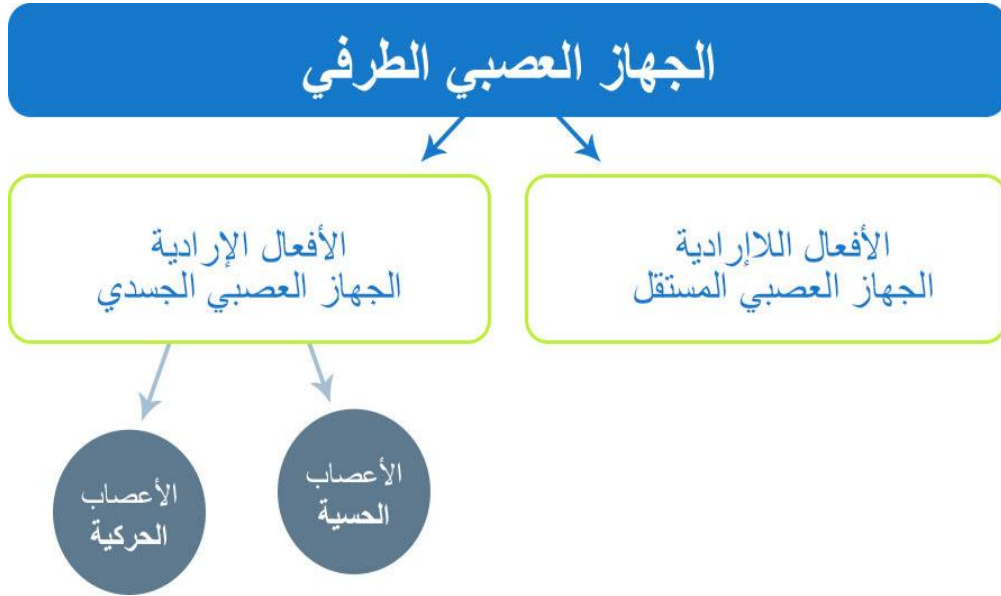 الجهاز العصبي الطرفي
الأفعال اللاإرادية
الجهاز العصبي المستقل
الأفعال الإرادية
الجهاز العصبي الجسدي
الأعصاب
الحسية
الأعصاب
الحركية